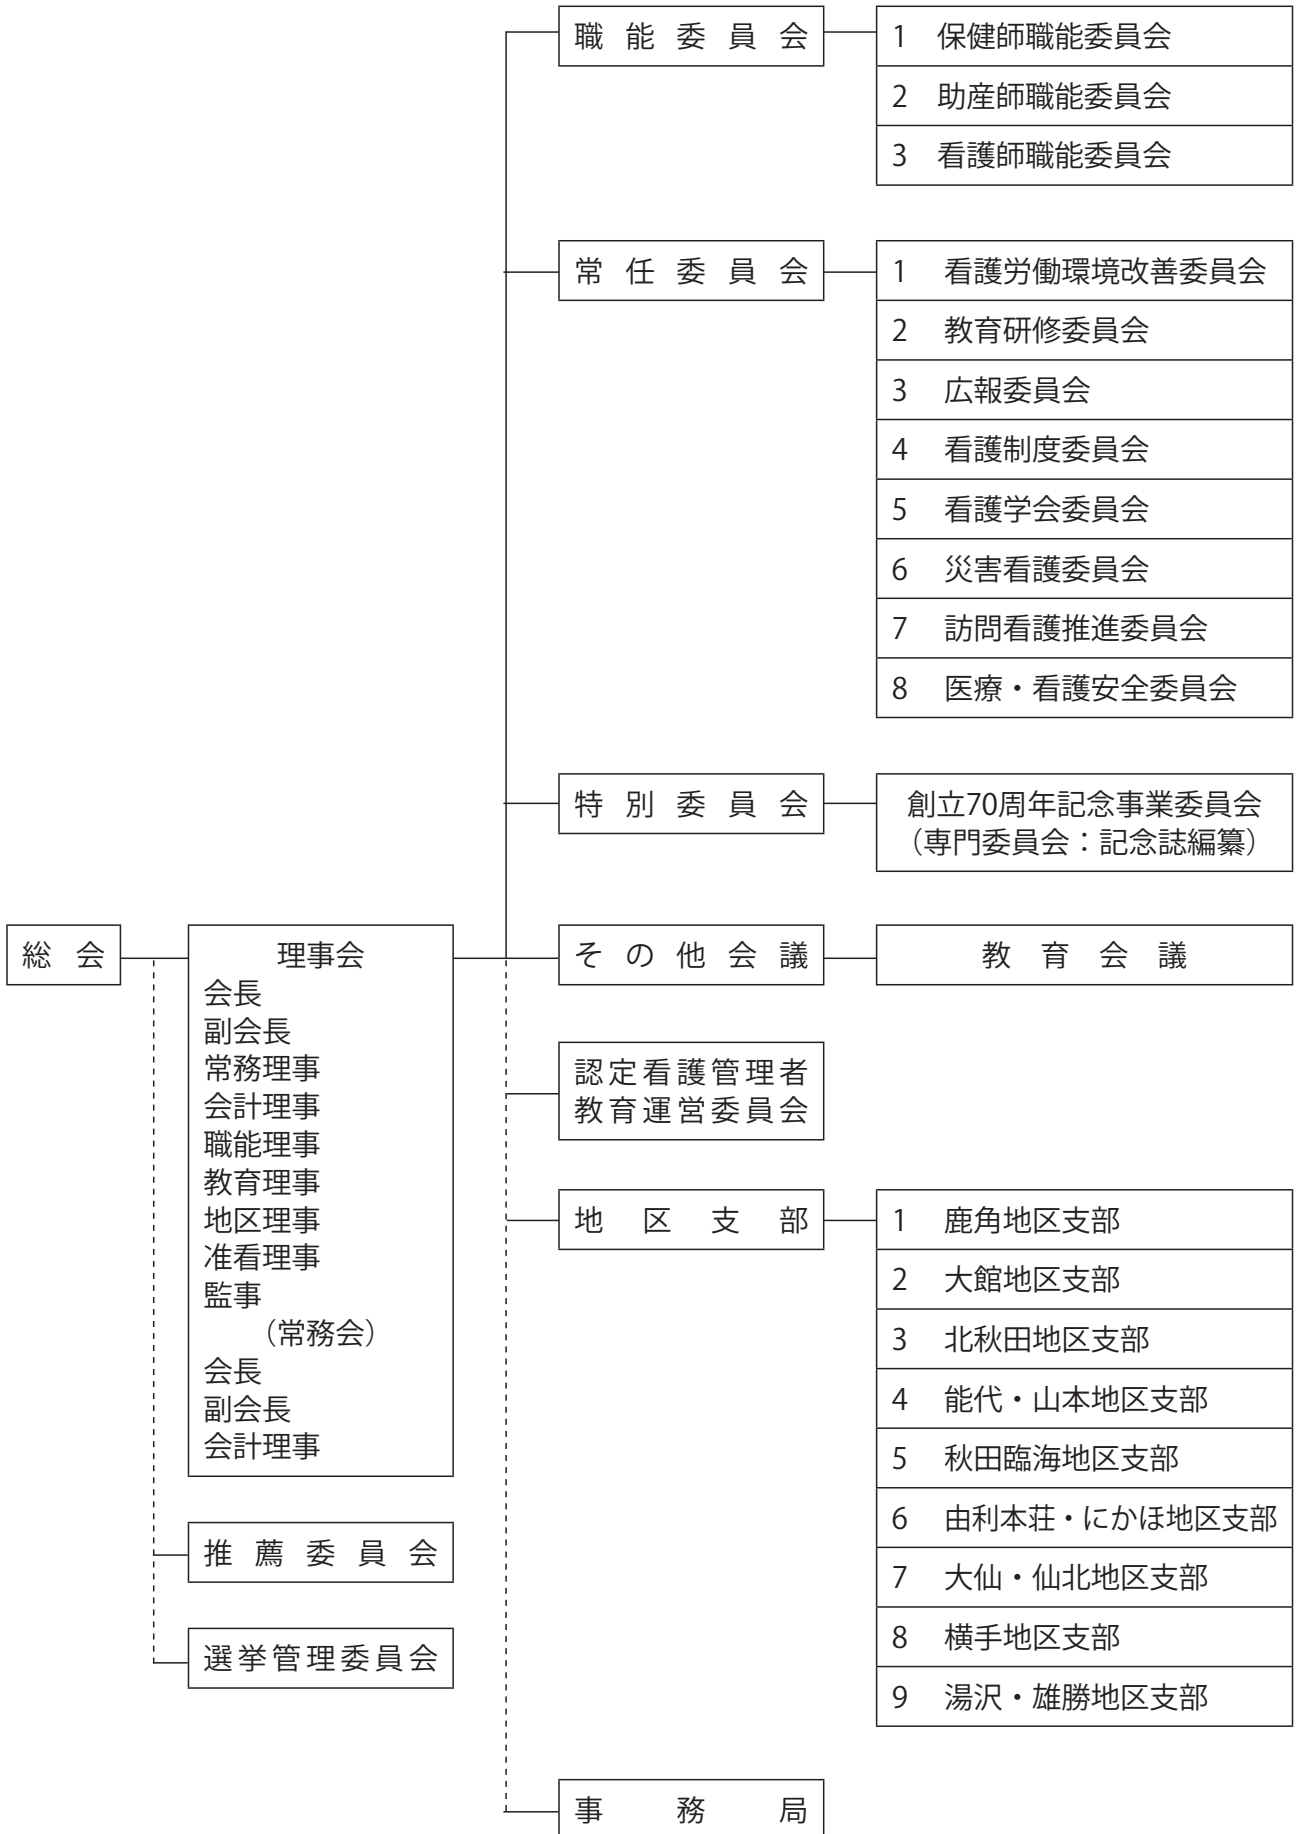 職能委員会
1 保健師職能委員会
2 助産師職能委員会
3 看護師職能委員会
常任委員会
1 看護労働環境改善委員会
2 教育研修委員会
3 広報委員会
4 看護制度委員会
5 看護学会委員会
6 災害看護委員会
7 訪問看護推進委員会
8 医療・看護安全委員会
特別委員会
創立70周年記念事業委員会
（専門委員会：記念誌編纂）
総会
理事会
会長
副会長
常務理事
会計理事
職能理事
教育理事
地区理事
准看理事
監事
（常務会）
会長
副会長
会計理事
推薦委員会
選挙管理委員会
その他会議
教育会議
認定看護管理者
教育運営委員会
地区支部
1 鹿角地区支部
2 大館地区支部
3 北秋田地区支部
4 能代・山本地区支部
5 秋田臨海地区支部
6 由利本荘・にかほ地区支部
7 大仙・仙北地区支部
8 横手地区支部
9 湯沢・雄勝地区支部
事務局